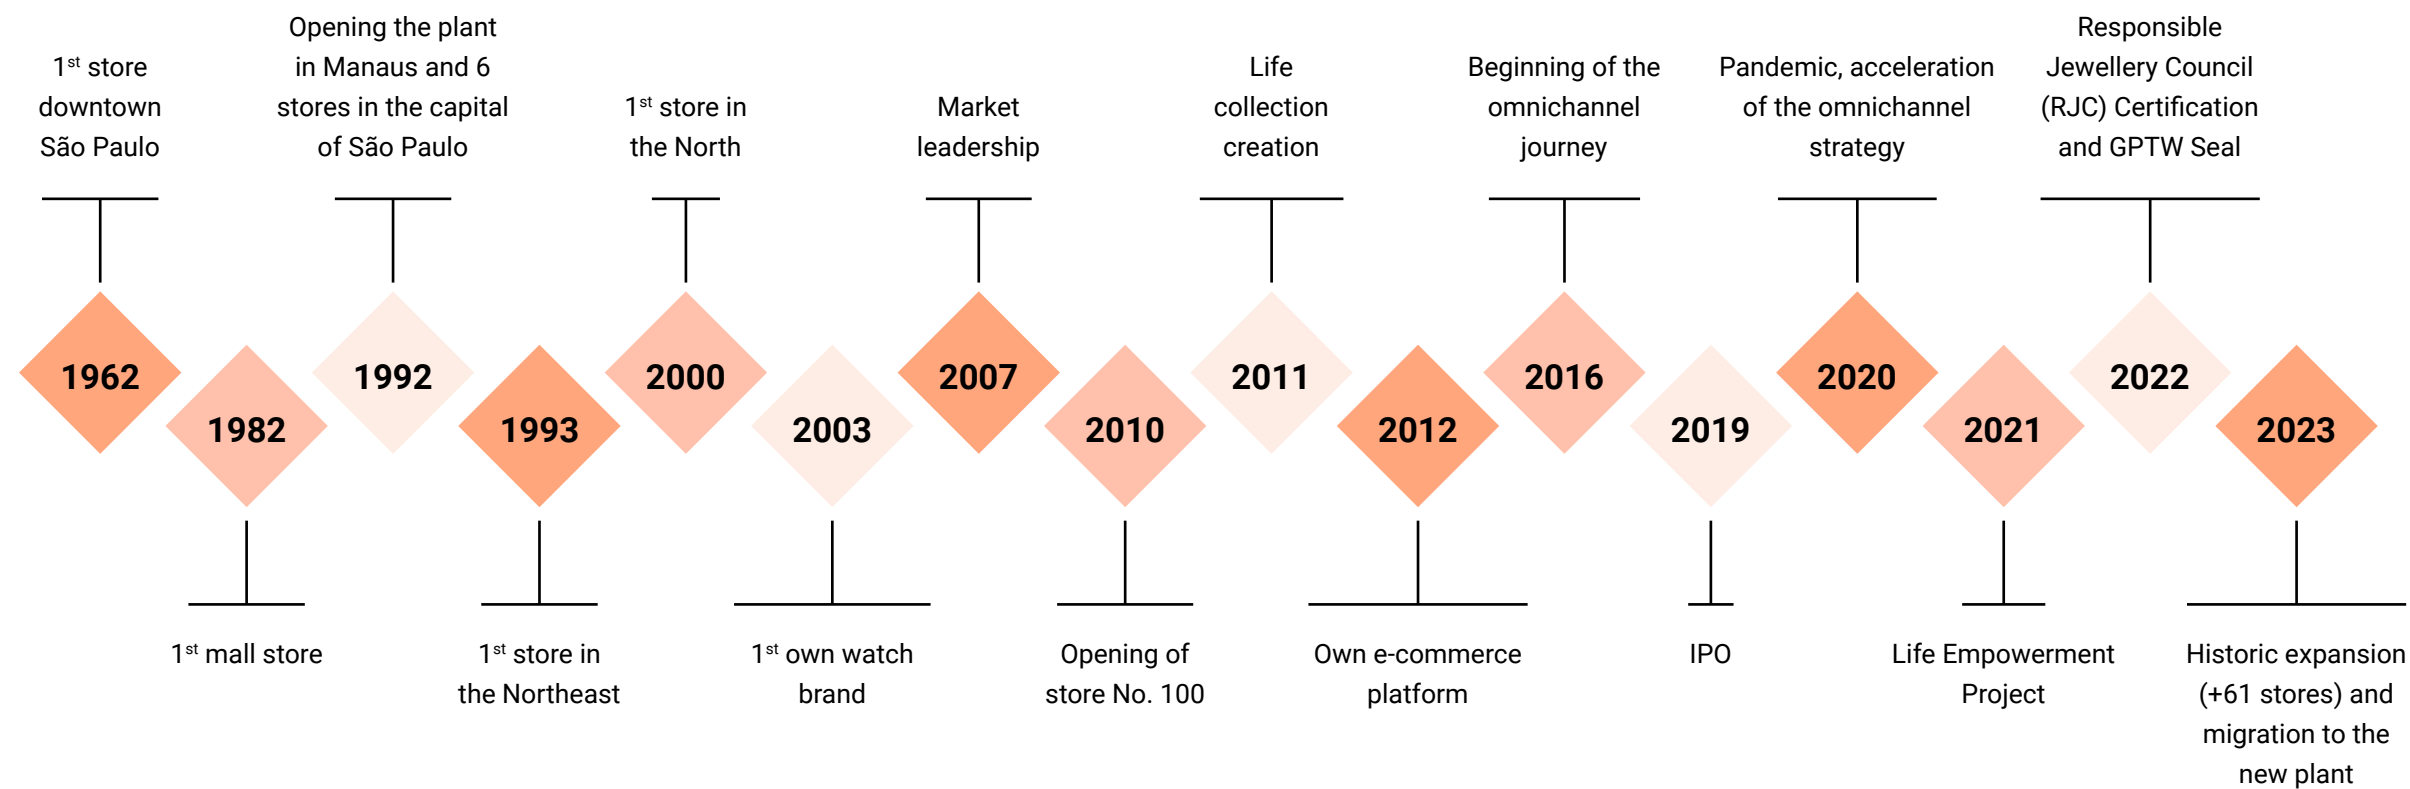 1st store
downtown
São Paulo
1962
1982
1st mall store
Opening the plant
in Manaus and 6
stores in the capital
of São Paulo
1992
1993
1st store in
the Northeast
1st store in
the North
2000
2003
1st own watch
brand
Market
leadership
2007
2010
Opening of
store No. 100
Life
collection
creation
2011
2012
Own e-commerce
platform
Beginning of the
omnichannel
journey
2016
2019
IPO
Pandemic, acceleration
of the omnichannel
strategy
2020
2021
Life Empowerment
Project
Responsible
Jewellery Council
(RJC) Certification
and GPTW Seal
2022
2023
Historic expansion
(+61 stores) and
migration to the
new plant